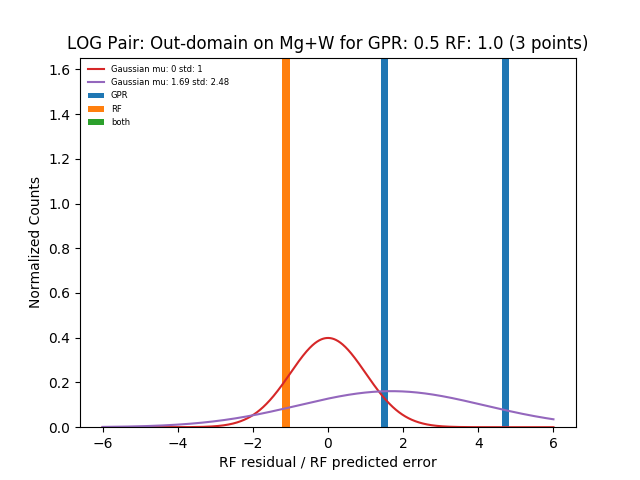 LOG Pair: Out-domain on Mg+W for GPR: 0.5 RF: 1.0 (3 points)
Gaussian mu: 0 std: 1
Gaussian mu: 1.69 std: 2.48
GPR
RF
both
1.6
1.4
1.2
1.0
0.8
0.6
0.4
0.2
0.0
Normalized Counts
−6 −4 −2 0 2 4 6
RF residual / RF predicted error